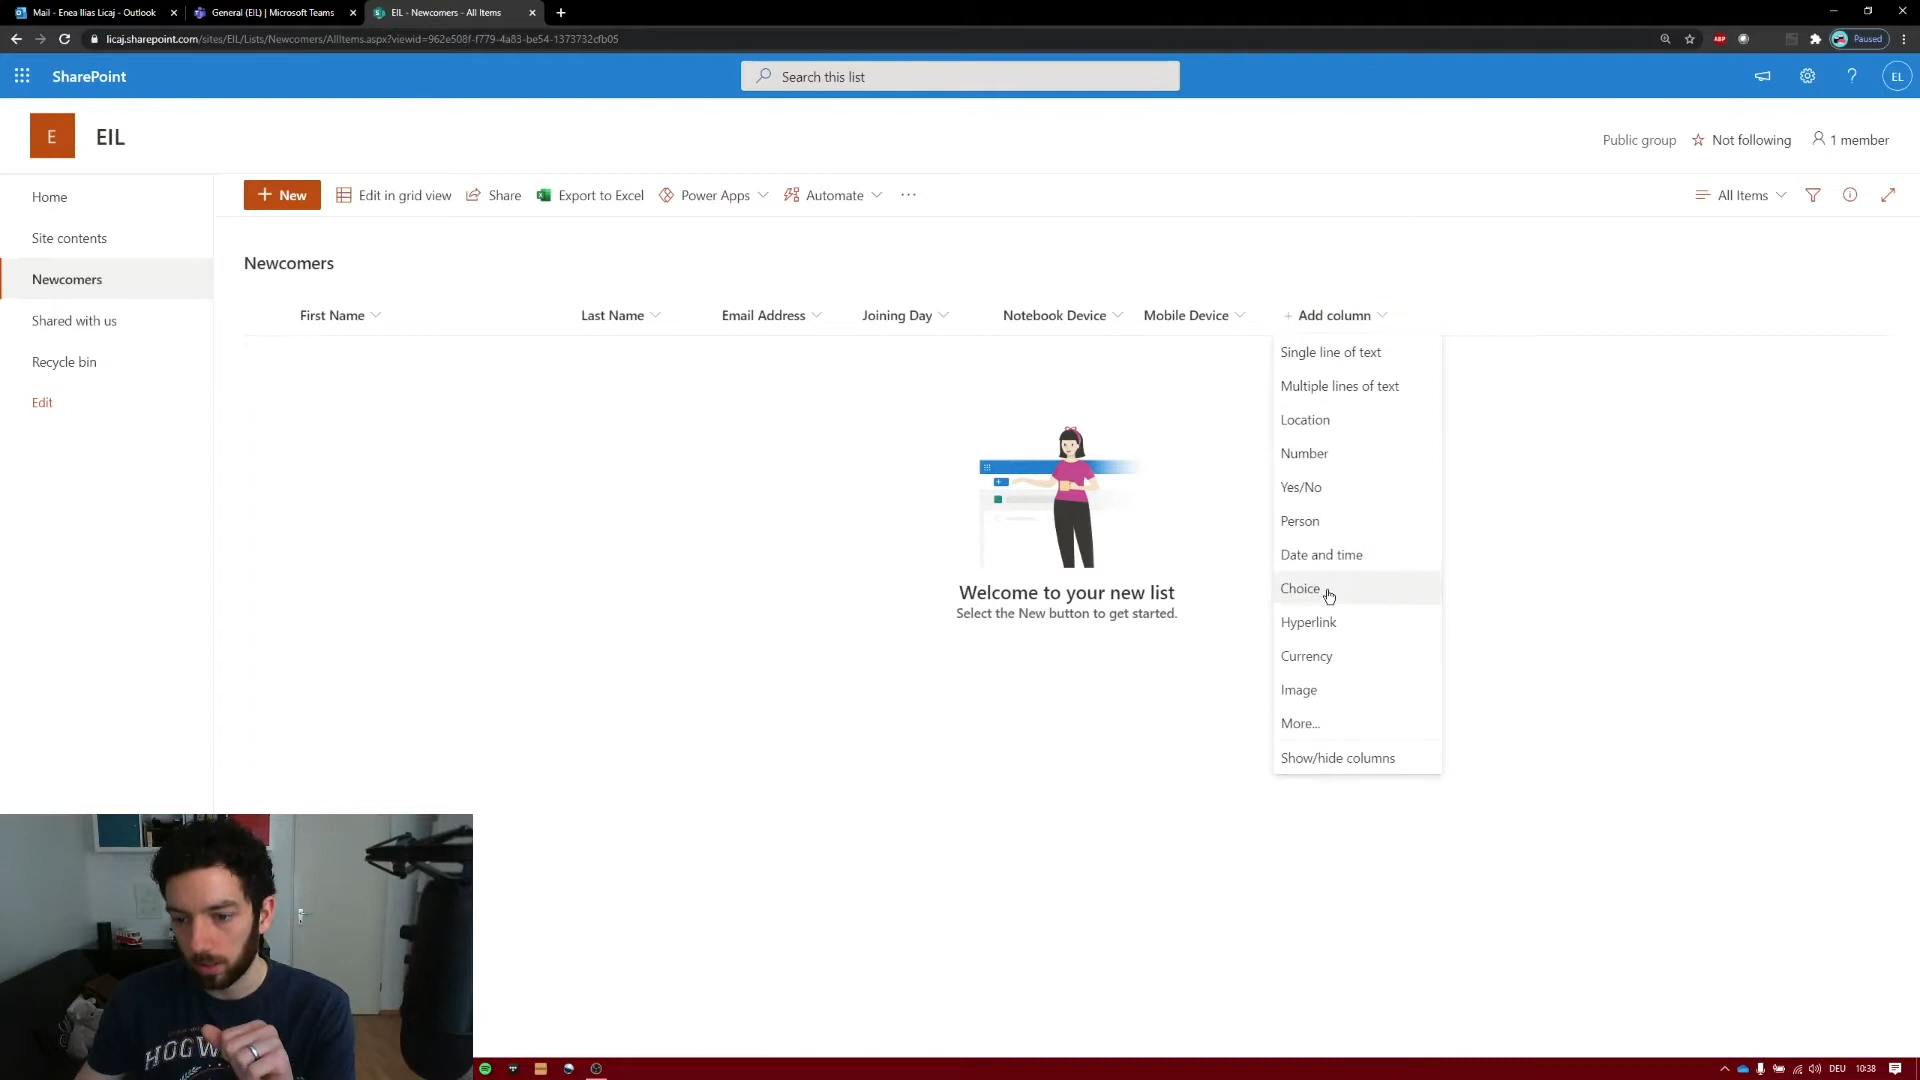 Mail - Enea Ilias Licaj - Outlook
General (EIL) | Microsoft Teams
EIL - Newcomers - All Items
licaj.sharepoint.com/sites/EIL/Lists/Newcomers/AllItems.aspx?viewid=962e508f-f779-4a83-be54-1373732cfb05
ABP
Paused
SharePoint
Search this list
EL
E
EIL
Public group
Not following
1 member
Home
Site contents
Newcomers
Shared with us
Recycle bin
Edit
New
Edit in grid view
Share
Export to Excel
Power Apps
Automate
All Items
Newcomers
First Name
Last Name
Email Address
Joining Day
Notebook Device
Mobile Device
+ Add column
Single line of text
Multiple lines of text
Location
Number
Yes/No
Person
Date and time
Choice
Hyperlink
Currency
Image
More...
Show/hide columns
Welcome to your new list
Select the New button to get started.
DEU
10:38